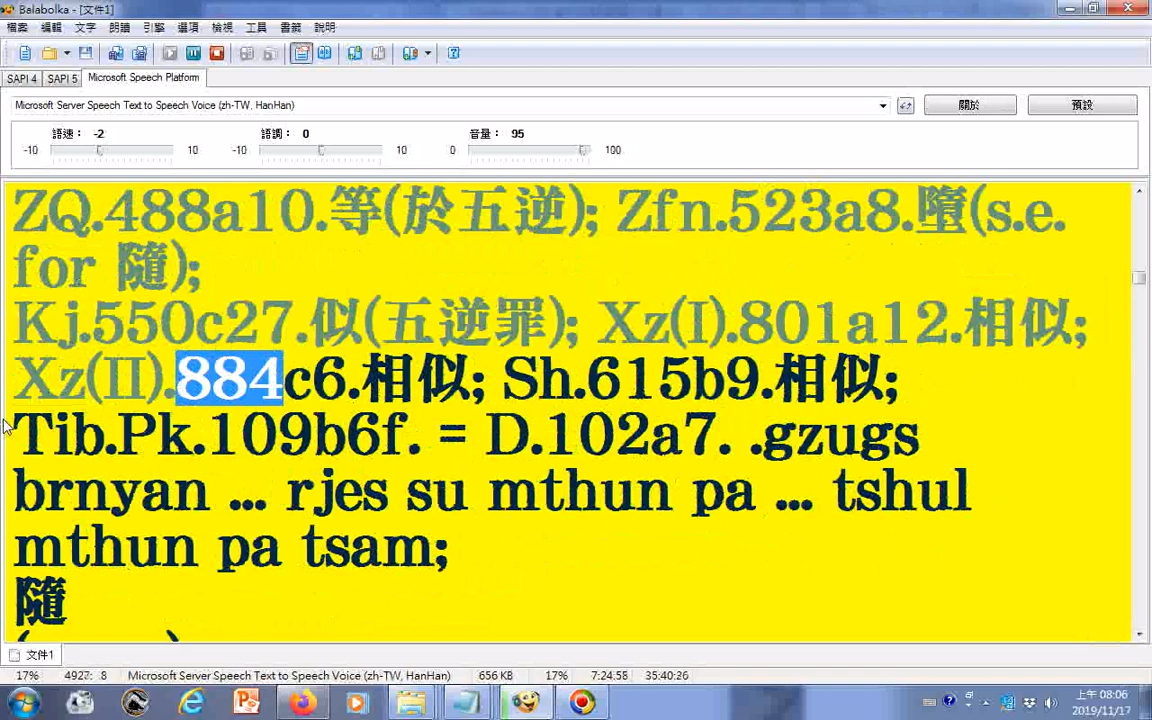 Balabolka - [文件1]
檔案 編輯 文字 朗讀 引擎 選項 檢視 工具 書籤 說明
SAPI 4 SAPI 5 Microsoft Speech Platform
Microsoft Server Speech Text to Speech Voice (zh-TW, HanHan) 關於 預設
語速： -2 語調： 0 音量： 95
-10 10 -10 10 0 100
ZQ.488a10.等(於五逆); Zfn.523a8.墮(s.e.
for 隨);
Kj.550c27.似(五逆罪); Xz(I).801a12.相似;
Xz(II).884c6.相似; Sh.615b9.相似;
Tib.Pk.109b6f. = D.102a7. .gzugs
brnyan ... rjes su mthun pa ... tshul
mthun pa tsam;
隨
文件1
17% 4927: 8 Microsoft Server Speech Text to Speech Voice (zh-TW, HanHan) 656 KB 17% 7:24:58 35:40:26
上午 08:06
2019/11/17